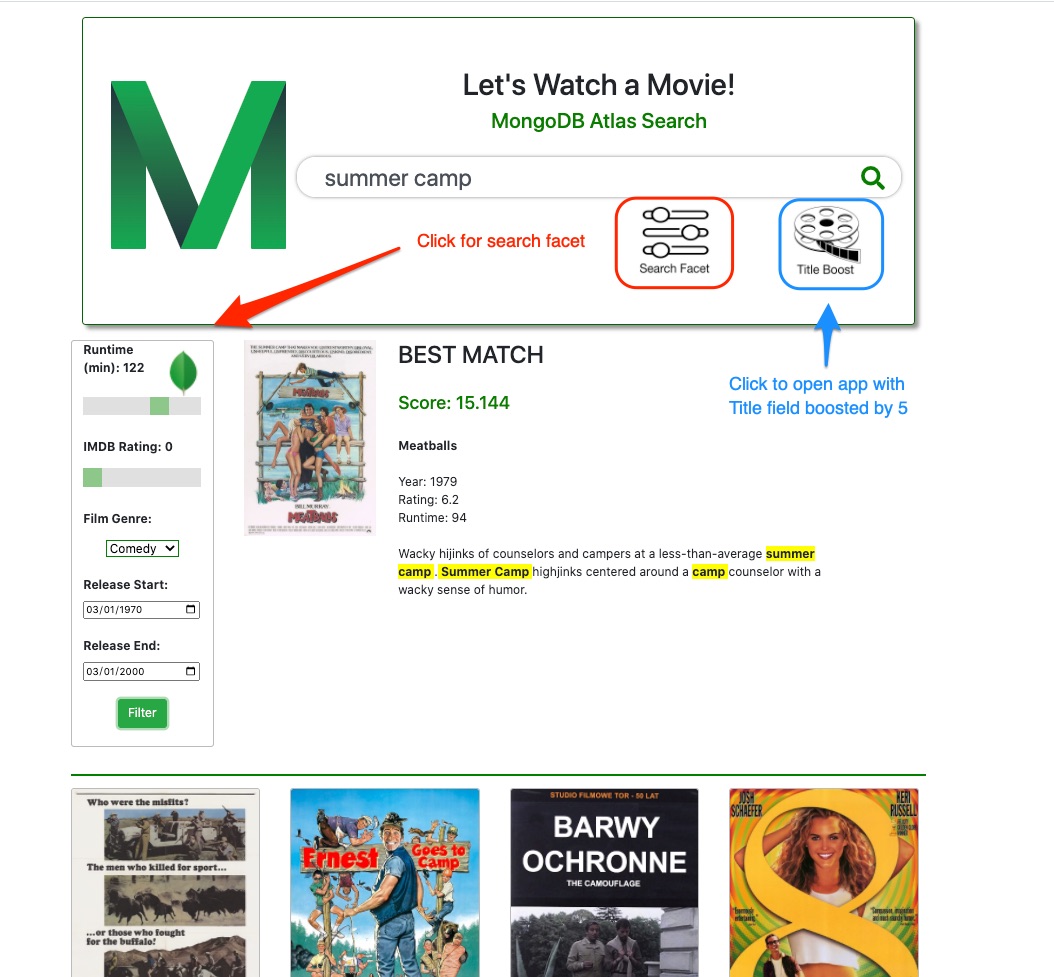 Let's Watch a Movie!
MongoDB Atlas Search
summer camp
Click for search facet
Search Facet
Title Boost
Click to open app with
Title field boosted by 5
Runtime
(min): 122
IMDB Rating: 0
Film Genre:
Comedy
Release Start:
03/01/1970
Release End:
03/01/2000
Filter
BEST MATCH
Score: 15.144
Meatballs
Year: 1979
Rating: 6.2
Runtime: 94
Wacky hijinks of counselors and campers at a less-than-average summer
camp . Summer Camp highjinks centered around a camp counselor with a
wacky sense of humor.
BILL MURRAY
MEATBALLS
Who were the misfits?
The men who killed for sport...
...or those who fought
for the buffalo?
Ernest Goes to
Camp
STUDIO FILMOWE TOR - 50 LAT
BARWY
OCHRONNE
THE CAMOUFLAGE
JOSH
SCHAEFER
KERI
RUSSELL